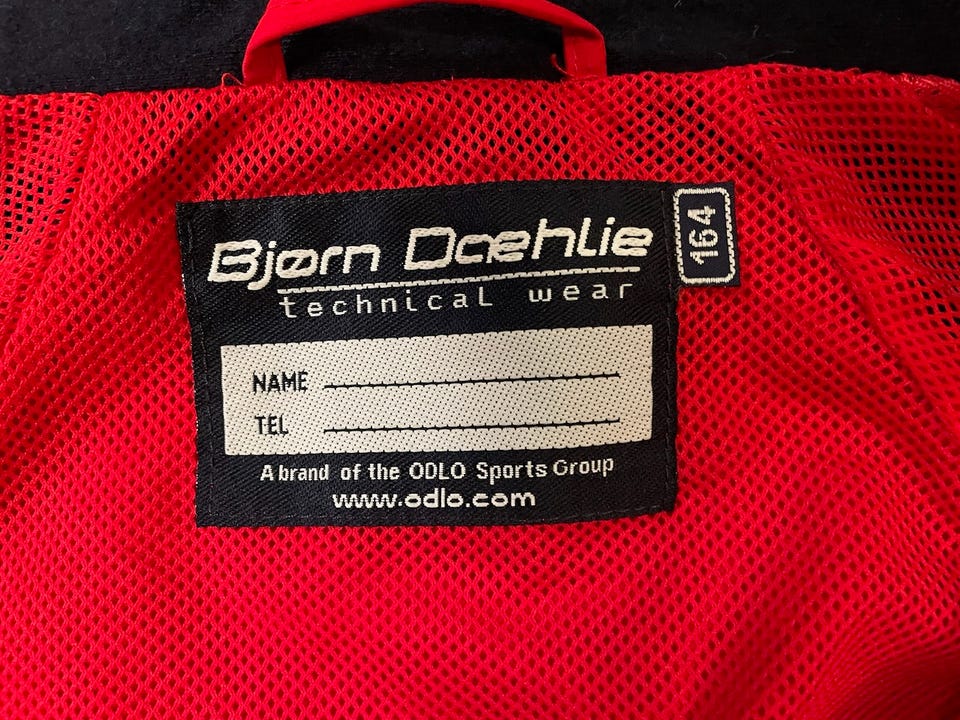 Bjørn Dæhlie
technical wear
164
NAME
TEL
A brand of the ODLO Sports Group
www.odlo.com